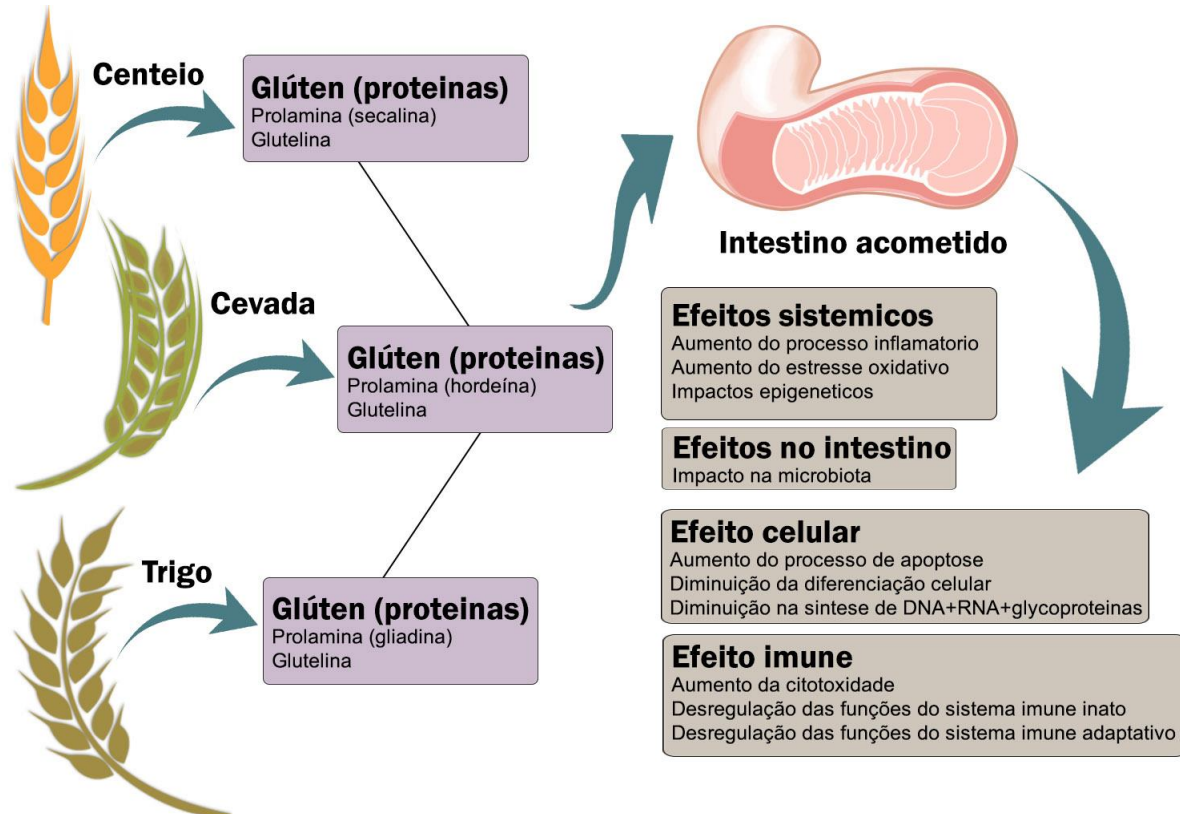 Centeio
Glúten (proteinas)
Prolamina (secalina)
Glutelina
Cevada
Glúten (proteinas)
Prolamina (hordeína)
Glutelina
Trigo
Glúten (proteinas)
Prolamina (gliadina)
Glutelina
Intestino acometido
Efeitos sistemicos
Aumento do processo inflamatorio
Aumento do estresse oxidativo
Impactos epigeneticos
Efeitos no intestino
Impacto na microbiota
Efeito celular
Aumento do processo de apoptose
Diminuição da diferenciação celular
Diminuição na sintese de DNA+RNA+glycoproteinas
Efeito imune
Aumento da citotoxidade
Desregulação das funções do sistema imune inato
Desregulação das funções do sistema imune adaptativo